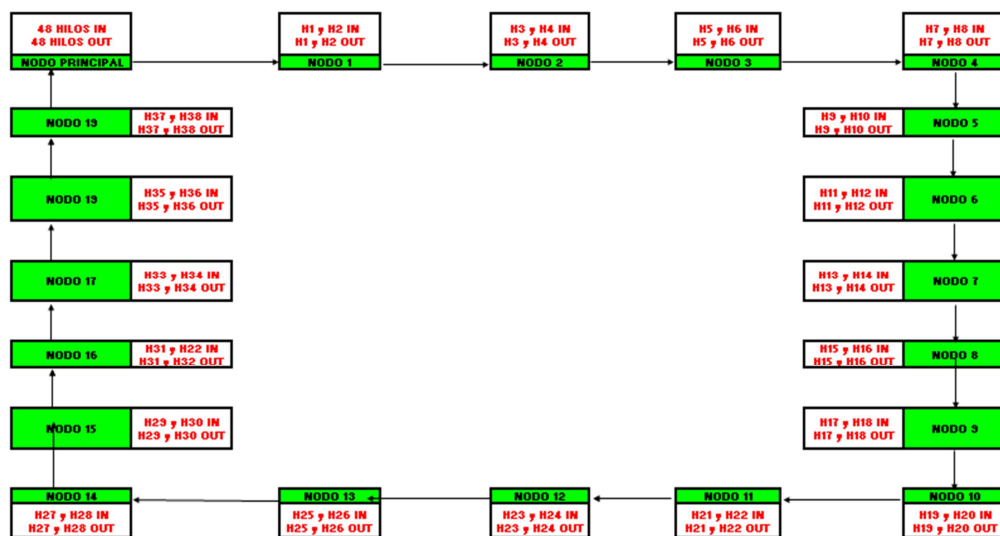 48 HILOS IN
48 HILOS OUT
NODO PRINCIPAL
H1 y H2 IN
H1 y H2 OUT
NODO 1
H3 y H4 IN
H3 y H4 OUT
NODO 2
H5 y H6 IN
H5 y H6 OUT
NODO 3
H7 y H8 IN
H7 y H8 OUT
NODO 4
H9 y H10 IN
H9 y H10 OUT
NODO 5
H11 y H12 IN
H11 y H12 OUT
NODO 6
H13 y H14 IN
H13 y H14 OUT
NODO 7
H15 y H16 IN
H15 y H16 OUT
NODO 8
H17 y H18 IN
H17 y H18 OUT
NODO 9
NODO 10
H19 y H20 IN
H19 y H20 OUT
NODO 11
H21 y H22 IN
H21 y H22 OUT
NODO 12
H23 y H24 IN
H23 y H24 OUT
NODO 13
H25 y H26 IN
H25 y H26 OUT
NODO 14
H27 y H28 IN
H27 y H28 OUT
NODO 15
H29 y H30 IN
H29 y H30 OUT
NODO 16
H31 y H22 IN
H31 y H32 OUT
NODO 17
H33 y H34 IN
H33 y H34 OUT
NODO 19
H35 y H36 IN
H35 y H36 OUT
NODO 19
H37 y H38 IN
H37 y H38 OUT